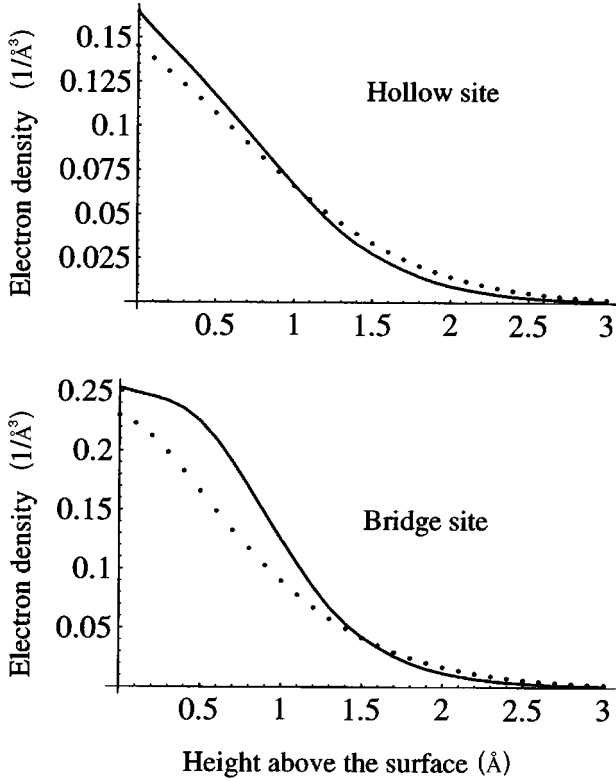 Electron density (1/Å³)
0.15
0.125
0.1
0.075
0.05
0.025
Hollow site
0.5 1 1.5 2 2.5 3
Electron density (1/Å³)
0.25
0.2
0.15
0.1
0.05
Bridge site
0.5 1 1.5 2 2.5 3
Height above the surface (Å)